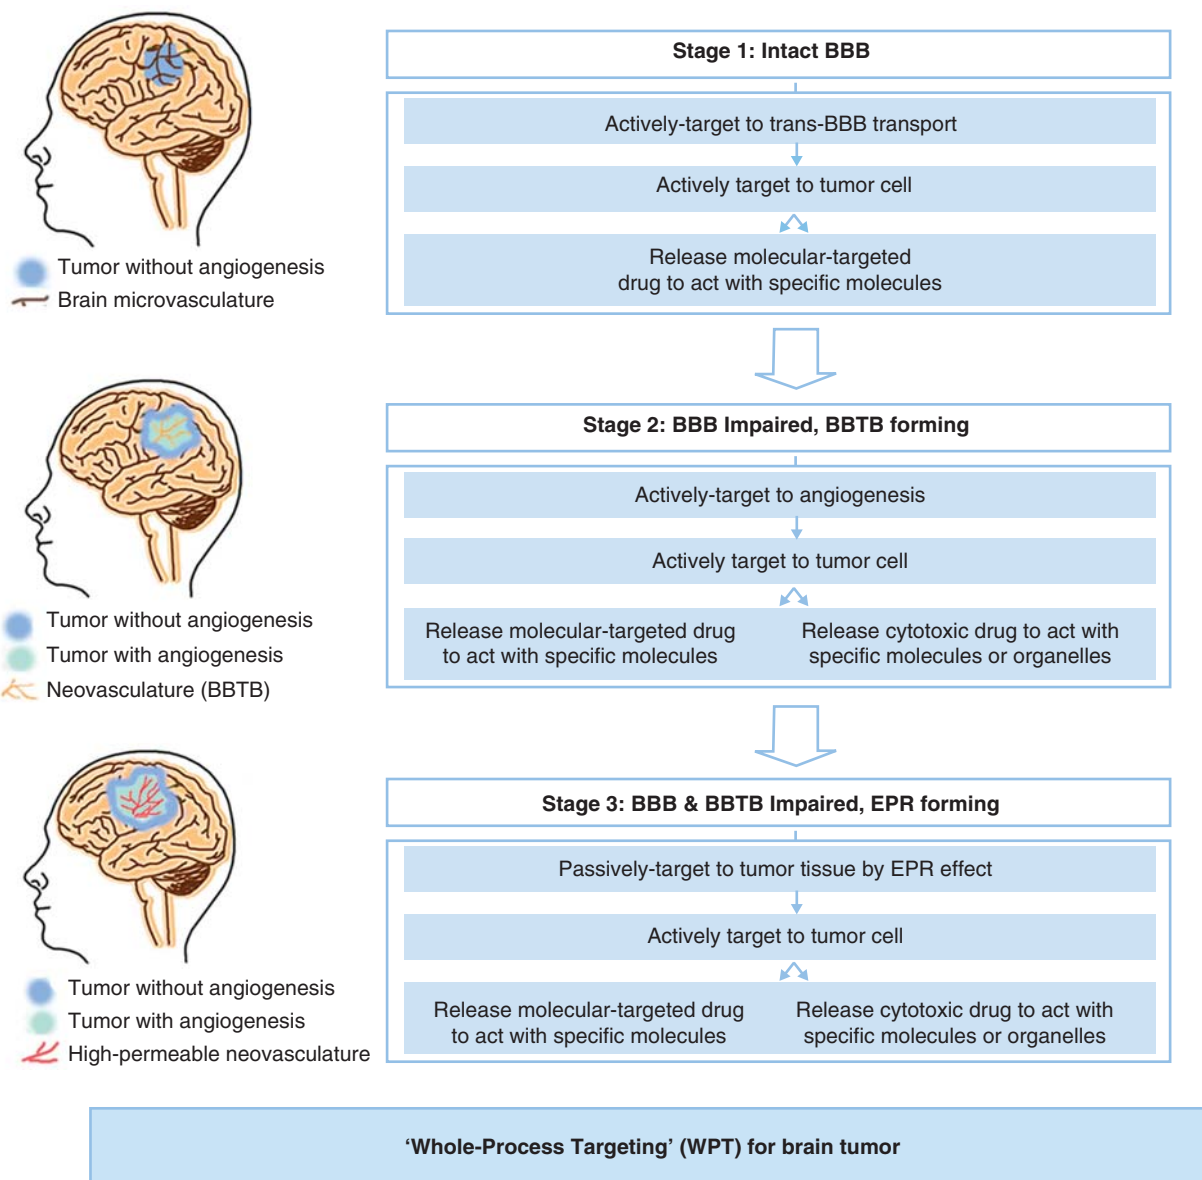 Stage 1: Intact BBB
Actively-target to trans-BBB transport
Actively target to tumor cell
Release molecular-targeted
drug to act with specific molecules
Tumor without angiogenesis
Brain microvasculature
Stage 2: BBB Impaired, BBTB forming
Actively-target to angiogenesis
Actively target to tumor cell
Release molecular-targeted drug
to act with specific molecules
Release cytotoxic drug to act with
specific molecules or organelles
Tumor without angiogenesis
Tumor with angiogenesis
Neovasculature (BBTB)
Stage 3: BBB & BBTB Impaired, EPR forming
Passively-target to tumor tissue by EPR effect
Actively target to tumor cell
Release molecular-targeted drug
to act with specific molecules
Release cytotoxic drug to act with
specific molecules or organelles
Tumor without angiogenesis
Tumor with angiogenesis
High-permeable neovasculature
‘Whole-Process Targeting’ (WPT) for brain tumor